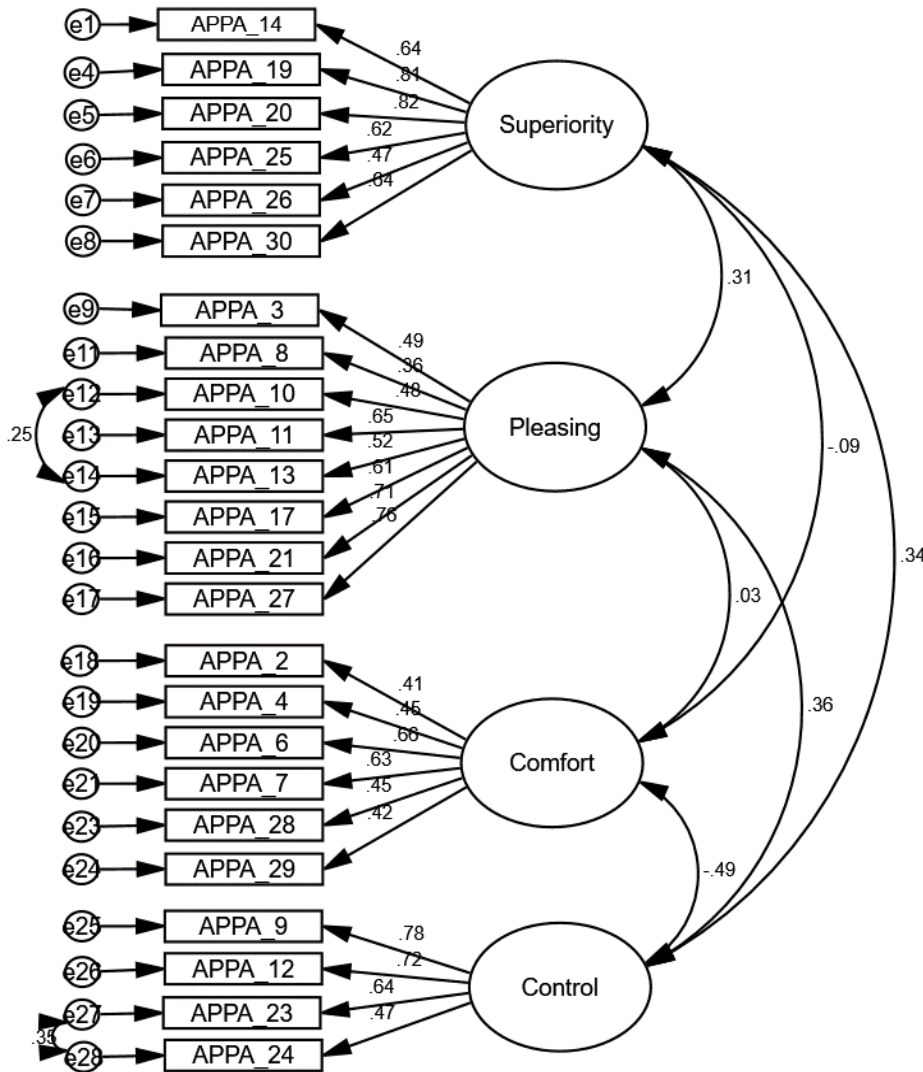 e1 APPA_14
.64
e4 APPA_19
.81
e5 APPA_20
.82
Superiority
e6 APPA_25
.62
e7 APPA_26
.47
e8 APPA_30
.64
.31
e9 APPA_3
.49
e11 APPA_8
.36
e12 APPA_10
.48
.25
e13 APPA_11
.65
Pleasing
-.09
e14 APPA_13
.52
e15 APPA_17
.61
e16 APPA_21
.71
e17 APPA_27
.76
.34
.03
e18 APPA_2
.41
e19 APPA_4
.45
.36
e20 APPA_6
.66
e21 APPA_7
.63
Comfort
e23 APPA_28
.45
e24 APPA_29
.42
-.49
e25 APPA_9
.78
e26 APPA_12
.72
e27 APPA_23
.64
Control
.35
e28 APPA_24
.47